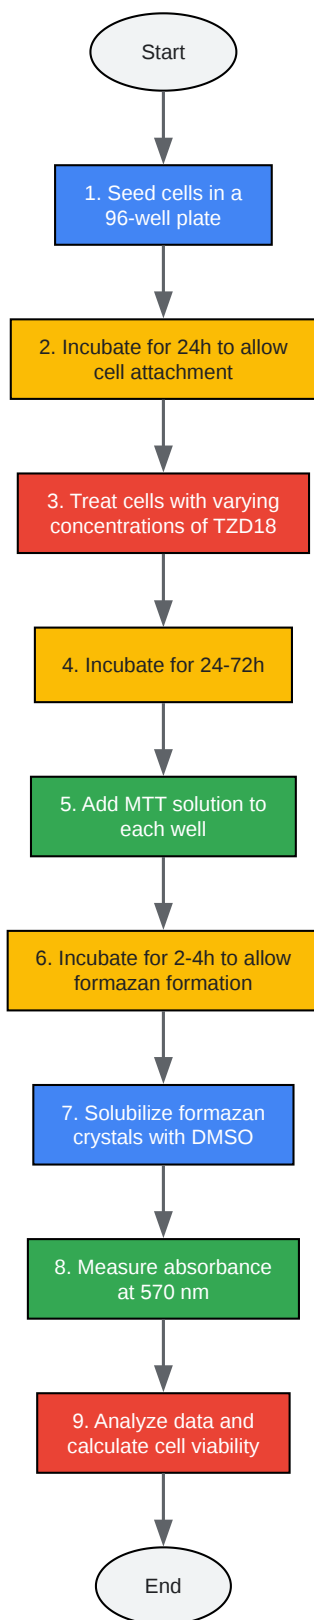 Start
1. Seed cells in a
96-well plate
2. Incubate for 24h to allow
cell attachment
3. Treat cells with varying
concentrations of TZD18
4. Incubate for 24-72h
5. Add MTT solution to
each well
6. Incubate for 2-4h to allow
formazan formation
7. Solubilize formazan
crystals with DMSO
8. Measure absorbance
at 570 nm
9. Analyze data and
calculate cell viability
End